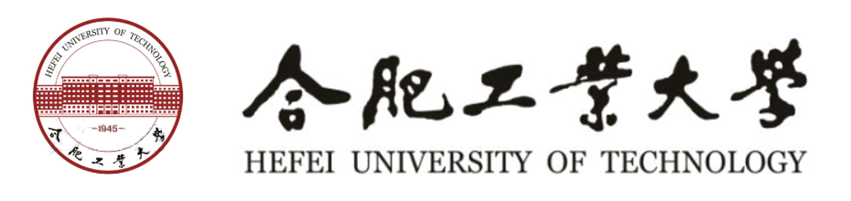 HEFEI UNIVERSITY OF TECHNOLOGY
-1945-
合肥工業大學
合肥工業大學
HEFEI UNIVERSITY OF TECHNOLOGY